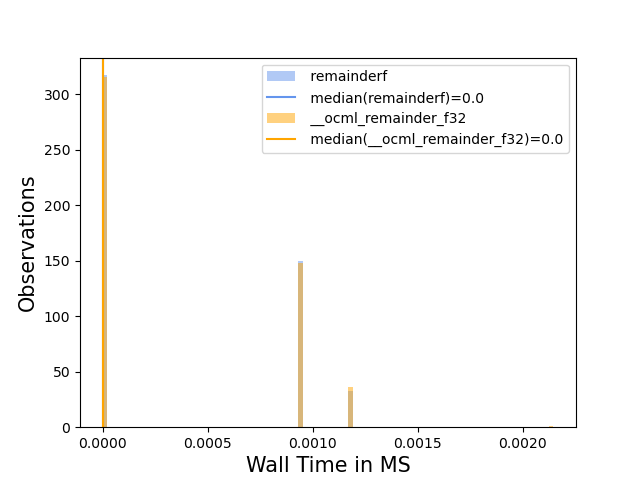 remainderf
median(remainderf)=0.0
__ocml_remainder_f32
median(__ocml_remainder_f32)=0.0
Observations
300
250
200
150
100
50
0
0.0000 0.0005 0.0010 0.0015 0.0020
Wall Time in MS